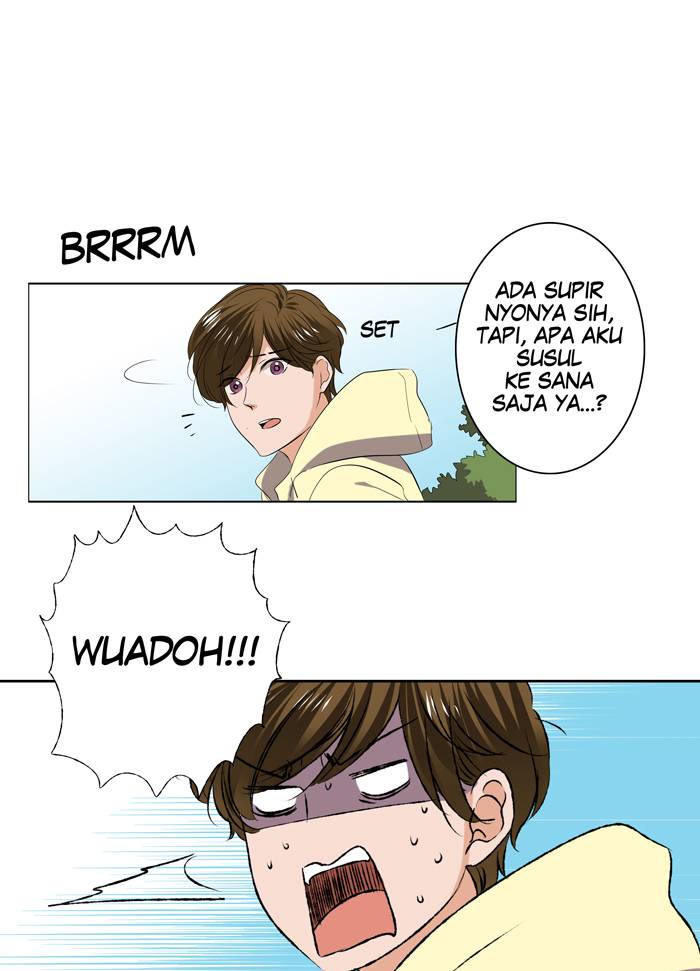 BRRRM
SET
ADA SUPIR
NYONYA SIH,
TAPI, APA AKU
SUSUL
KE SANA
SAJA YA...?
WUADOH!!!